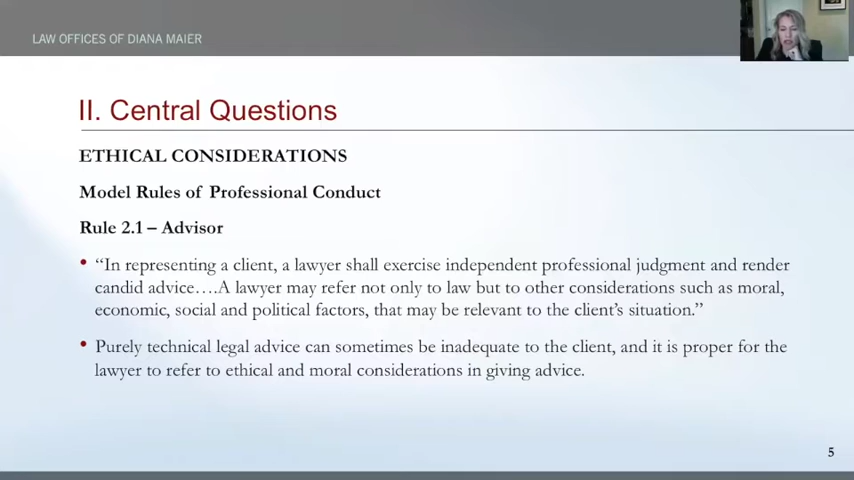 LAW OFFICES OF DIANA MAIER
II. Central Questions
ETHICAL CONSIDERATIONS
Model Rules of Professional Conduct
Rule 2.1 – Advisor
• “In representing a client, a lawyer shall exercise independent professional judgment and render
candid advice….A lawyer may refer not only to law but to other considerations such as moral,
economic, social and political factors, that may be relevant to the client’s situation.”
• Purely technical legal advice can sometimes be inadequate to the client, and it is proper for the
lawyer to refer to ethical and moral considerations in giving advice.
5